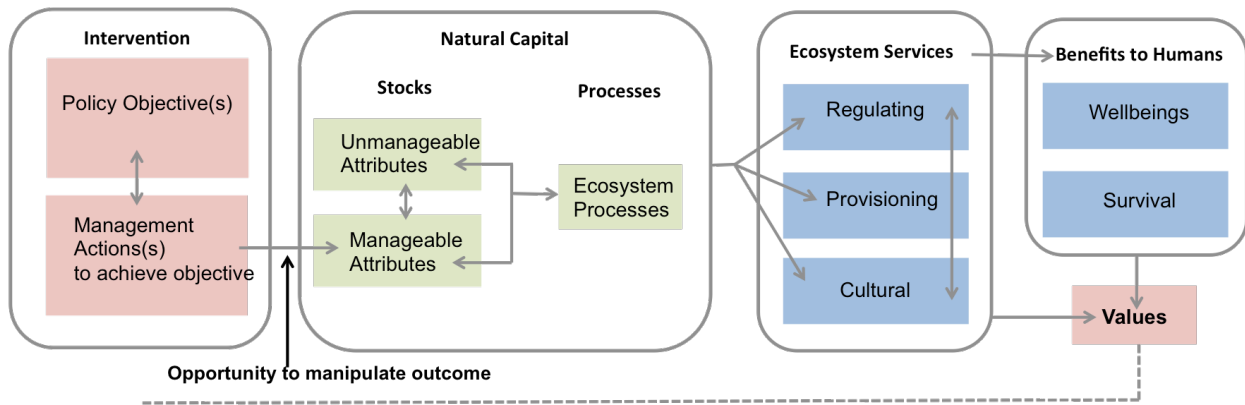 Intervention
Policy Objective(s)
Management
Actions(s)
to achieve objective
Natural Capital
Stocks
Processes
Unmanageable
Attributes
Manageable
Attributes
Ecosystem
Processes
Ecosystem Services
Regulating
Provisioning
Cultural
Benefits to Humans
Wellbeings
Survival
Values
Opportunity to manipulate outcome